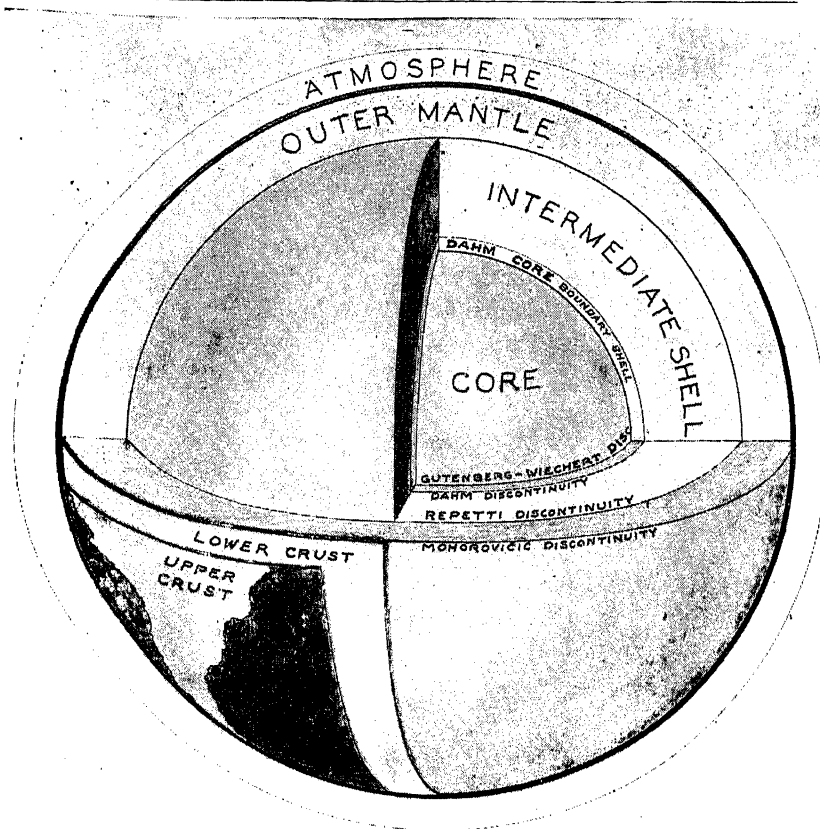 ATMOSPHERE
OUTER MANTLE
INTERMEDIATE SHELL
DAHM CORE BOUNDARY SHELL
CORE
GUTENBERG-WIECHERT DISC
DAHM DISCONTINUITY
REPETTI DISCONTINUITY
MOHOROVICIC DISCONTINUITY
LOWER CRUST
UPPER
CRUST